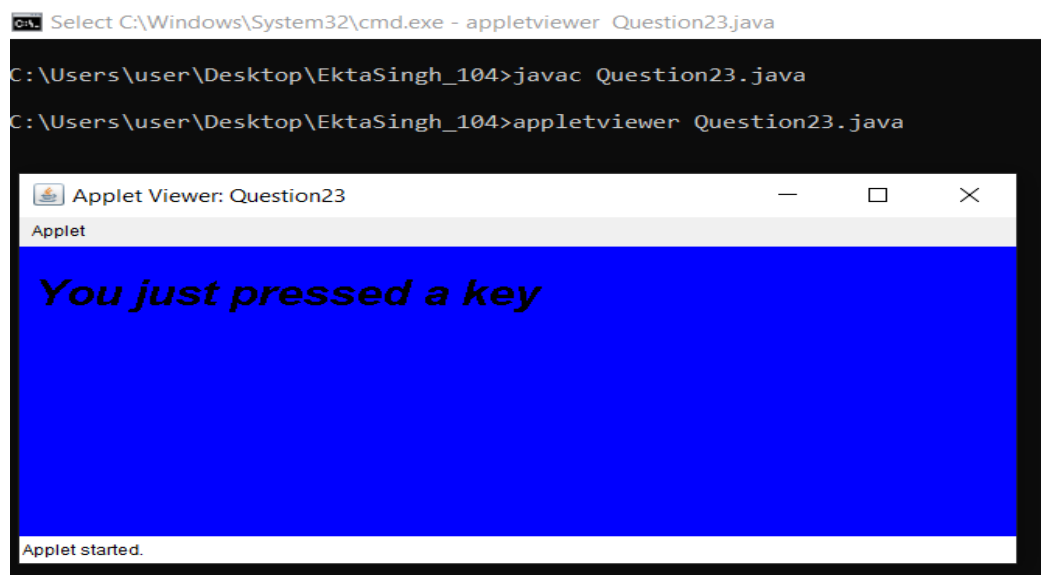 Select C:\Windows\System32\cmd.exe - appletviewer  Question23.java
C:\Users\user\Desktop\EktaSingh_104>javac Question23.java
C:\Users\user\Desktop\EktaSingh_104>appletviewer Question23.java
Applet Viewer: Question23
Applet
You just pressed a key
Applet started.